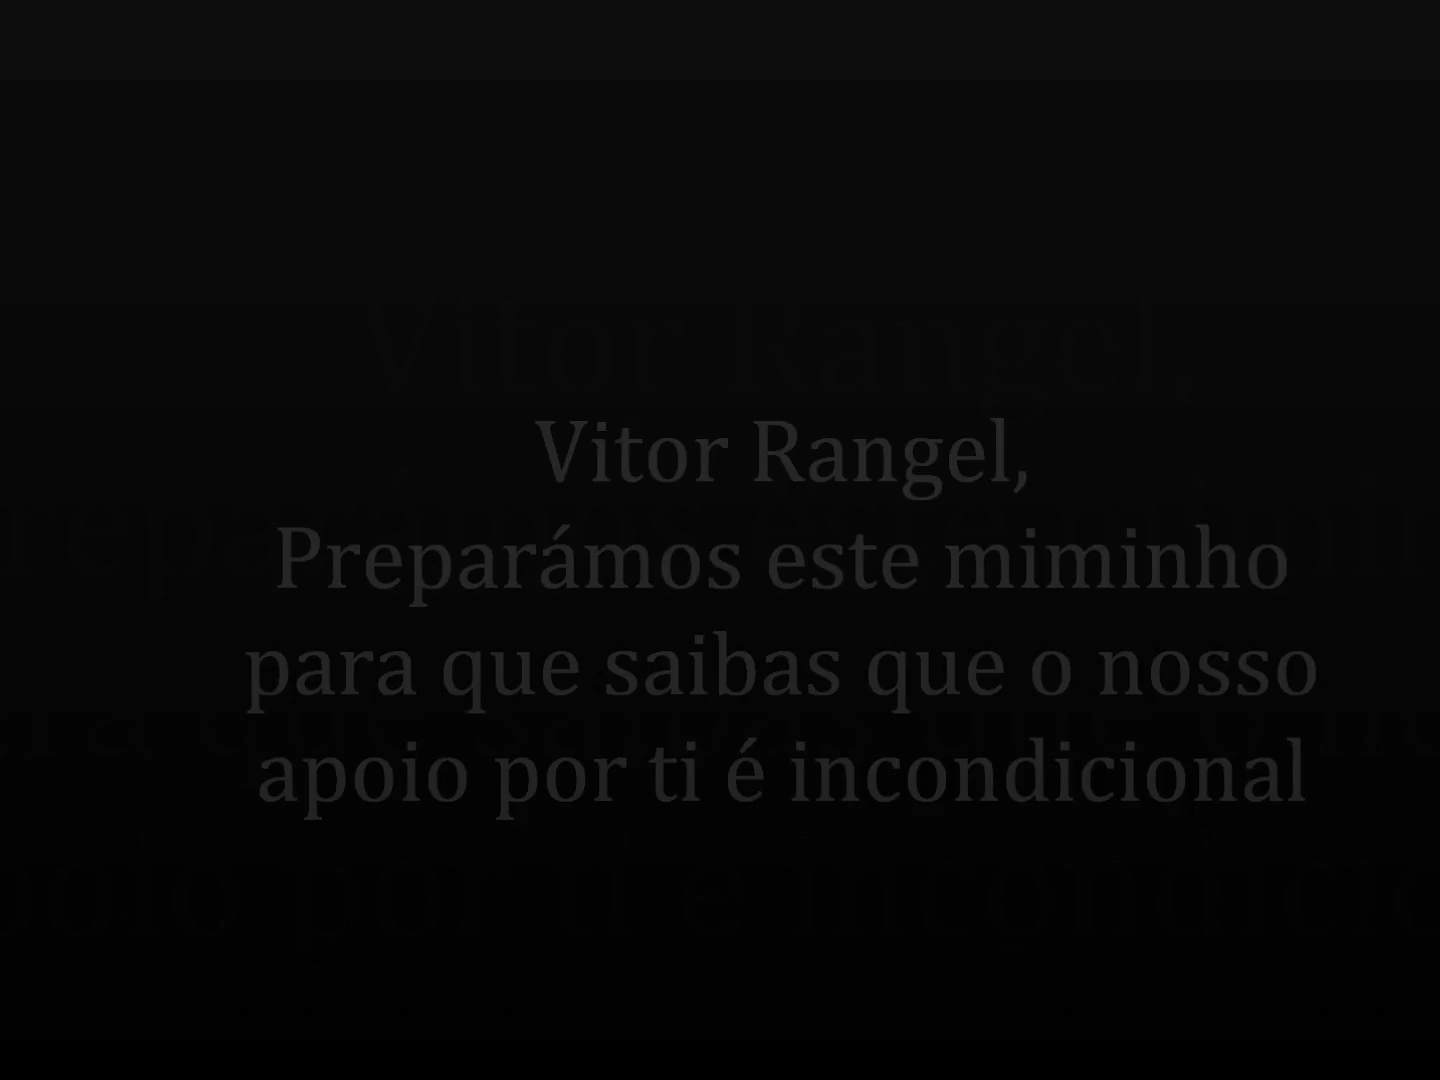 Vitor Rangel,
Preparámos este miminho
para que saibas que o nosso
apoio por ti é incondicional